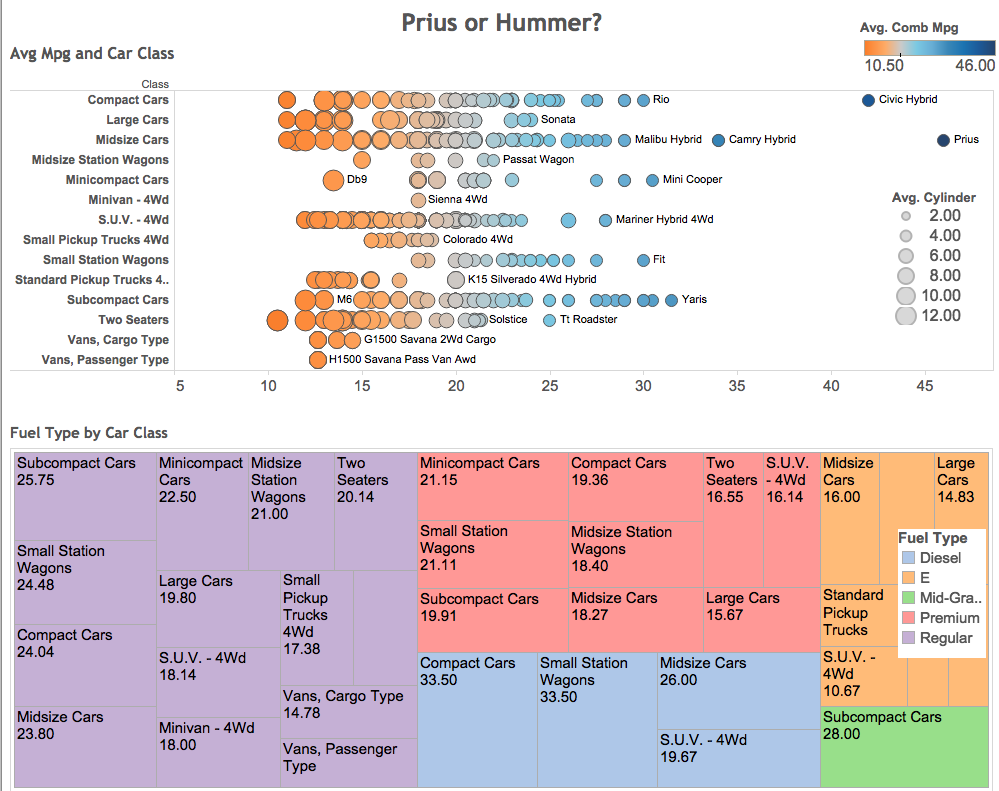 Prius or Hummer?
Avg. Comb Mpg
10.50 46.00
Avg Mpg and Car Class
Class
Compact Cars
Rio
Civic Hybrid
Large Cars
Sonata
Midsize Cars
Malibu Hybrid
Camry Hybrid
Prius
Midsize Station Wagons
Passat Wagon
Minicompact Cars
Db9
Mini Cooper
Minivan - 4Wd
Sienna 4Wd
S.U.V. - 4Wd
Mariner Hybrid 4Wd
Small Pickup Trucks 4Wd
Colorado 4Wd
Small Station Wagons
Fit
Standard Pickup Trucks 4..
K15 Silverado 4Wd Hybrid
Subcompact Cars
M6
Yaris
Two Seaters
Solstice
Tt Roadster
Vans, Cargo Type
G1500 Savana 2Wd Cargo
Vans, Passenger Type
H1500 Savana Pass Van Awd
5 10 15 20 25 30 35 40 45
Avg. Cylinder
2.00
4.00
6.00
8.00
10.00
12.00
Fuel Type by Car Class
Subcompact Cars
25.75
Small Station
Wagons
24.48
Compact Cars
24.04
Midsize Cars
23.80
Minicompact
Cars
22.50
Midsize
Station
Wagons
21.00
Two
Seaters
20.14
Large Cars
19.80
S.U.V. - 4Wd
18.14
Minivan - 4Wd
18.00
Small
Pickup
Trucks
4Wd
17.38
Vans, Cargo Type
14.78
Vans, Passenger
Type
Minicompact Cars
21.15
Small Station
Wagons
21.11
Subcompact Cars
19.91
Compact Cars
19.36
Midsize Station
Wagons
18.40
Midsize Cars
18.27
Two
Seaters
16.55
S.U.V.
- 4Wd
16.14
Large Cars
15.67
Compact Cars
33.50
Small Station
Wagons
33.50
Midsize Cars
26.00
S.U.V. - 4Wd
19.67
Midsize
Cars
16.00
Large
Cars
14.83
Standard
Pickup
Trucks
S.U.V. -
4Wd
10.67
Subcompact Cars
28.00
Fuel Type
Diesel
E
Mid-Gra..
Premium
Regular